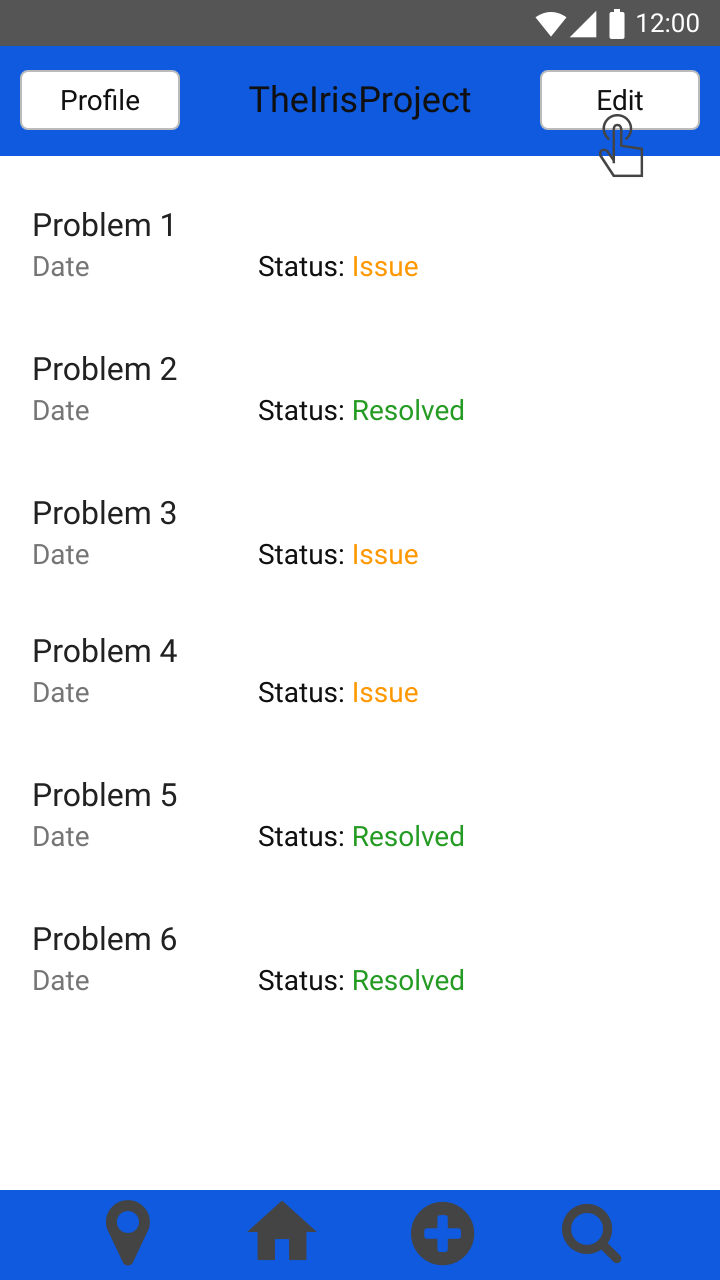 12:00
Profile TheIrisProject Edit
Problem 1
Date Status: Issue
Problem 2
Date Status: Resolved
Problem 3
Date Status: Issue
Problem 4
Date Status: Issue
Problem 5
Date Status: Resolved
Problem 6
Date Status: Resolved